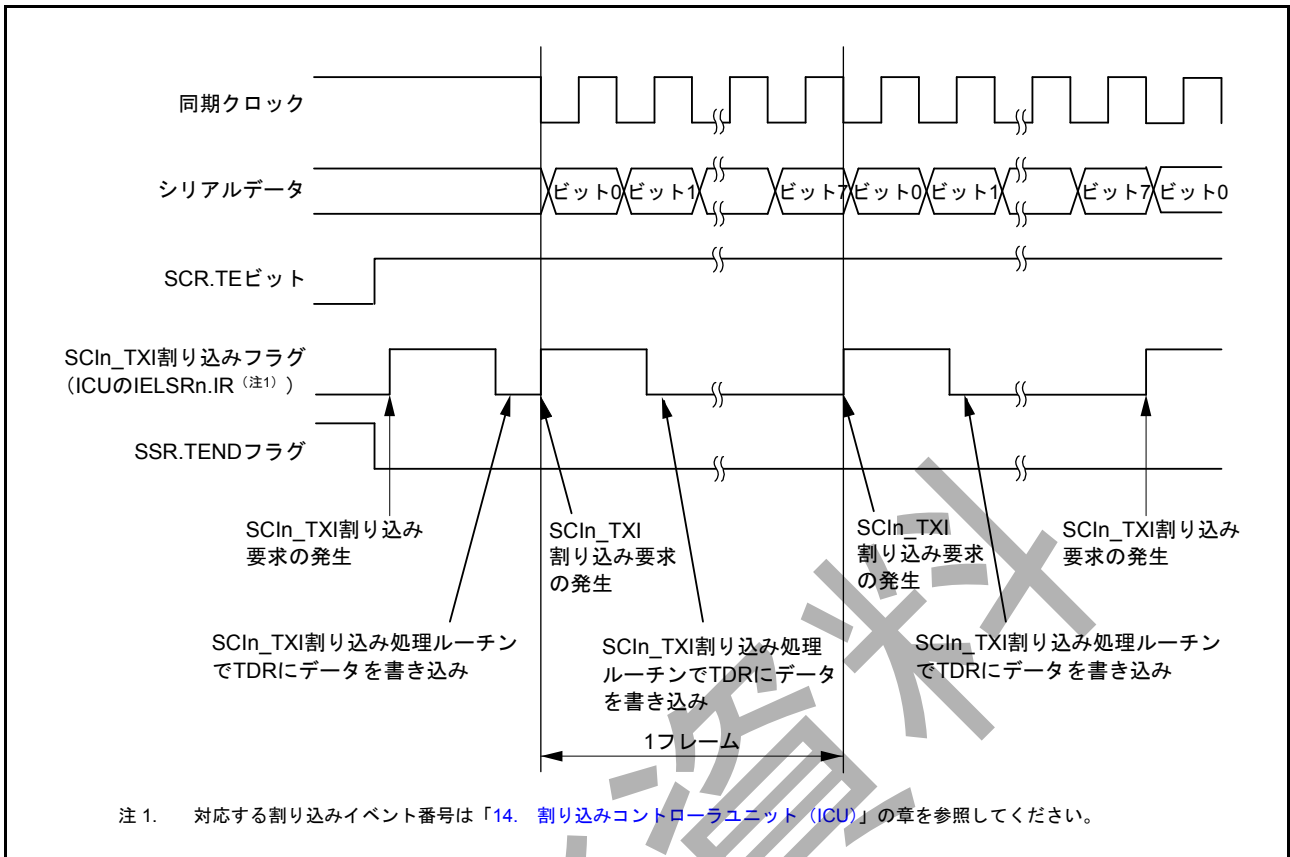 同期クロック
シリアルデータ
ビット0
ビット1
ビット7
ビット0
ビット1
ビット7
ビット0
SCR.TEビット
SCIn_TXI割り込みフラグ
（ICUのIELSRn.IR（注1））
SSR.TENDフラグ
SCIn_TXI割り込み
要求の発生
SCIn_TXI
割り込み要求
の発生
SCIn_TXI
割り込み要求
の発生
SCIn_TXI割り込み
要求の発生
SCIn_TXI割り込み処理ルーチン
でTDRにデータを書き込み
SCIn_TXI割り込み処理
ルーチンでTDRにデータ
を書き込み
SCIn_TXI割り込み処理ルーチン
でTDRにデータを書き込み
1フレーム
資料
注 1. 対応する割り込みイベント番号は「14. 割り込みコントローラユニット（ICU）」の章を参照してください。